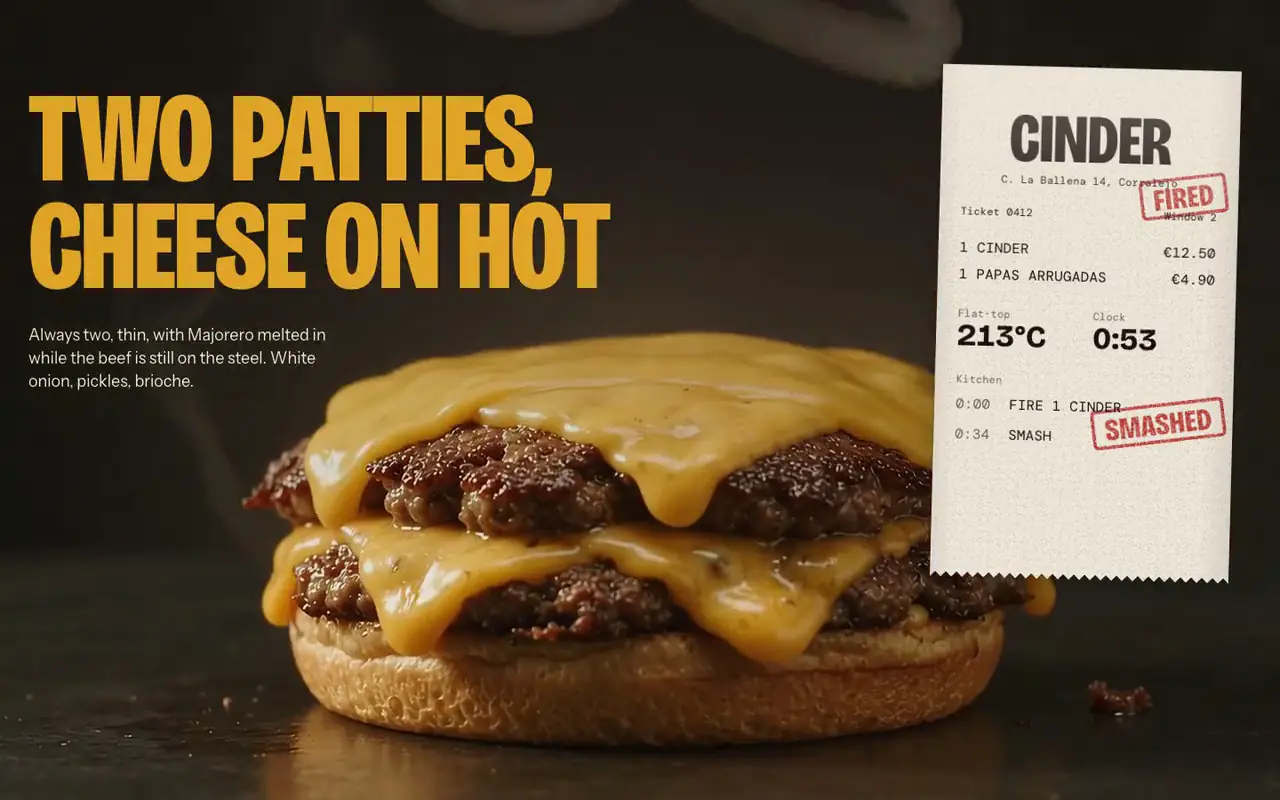 TWO PATTIES,
CHEESE ON HOT
Always two, thin, with Majorero melted in
while the beef is still on the steel. White
onion, pickles, brioche.
CINDER
C. La Ballena 14, Corralejo
FIRED
Ticket 0412
Window 2
1 CINDER €12.50
1 PAPAS ARRUGADAS €4.90
Flat-top Clock
213°C 0:53
Kitchen
0:00 FIRE 1 CINDER
SMASHED
0:34 SMASH